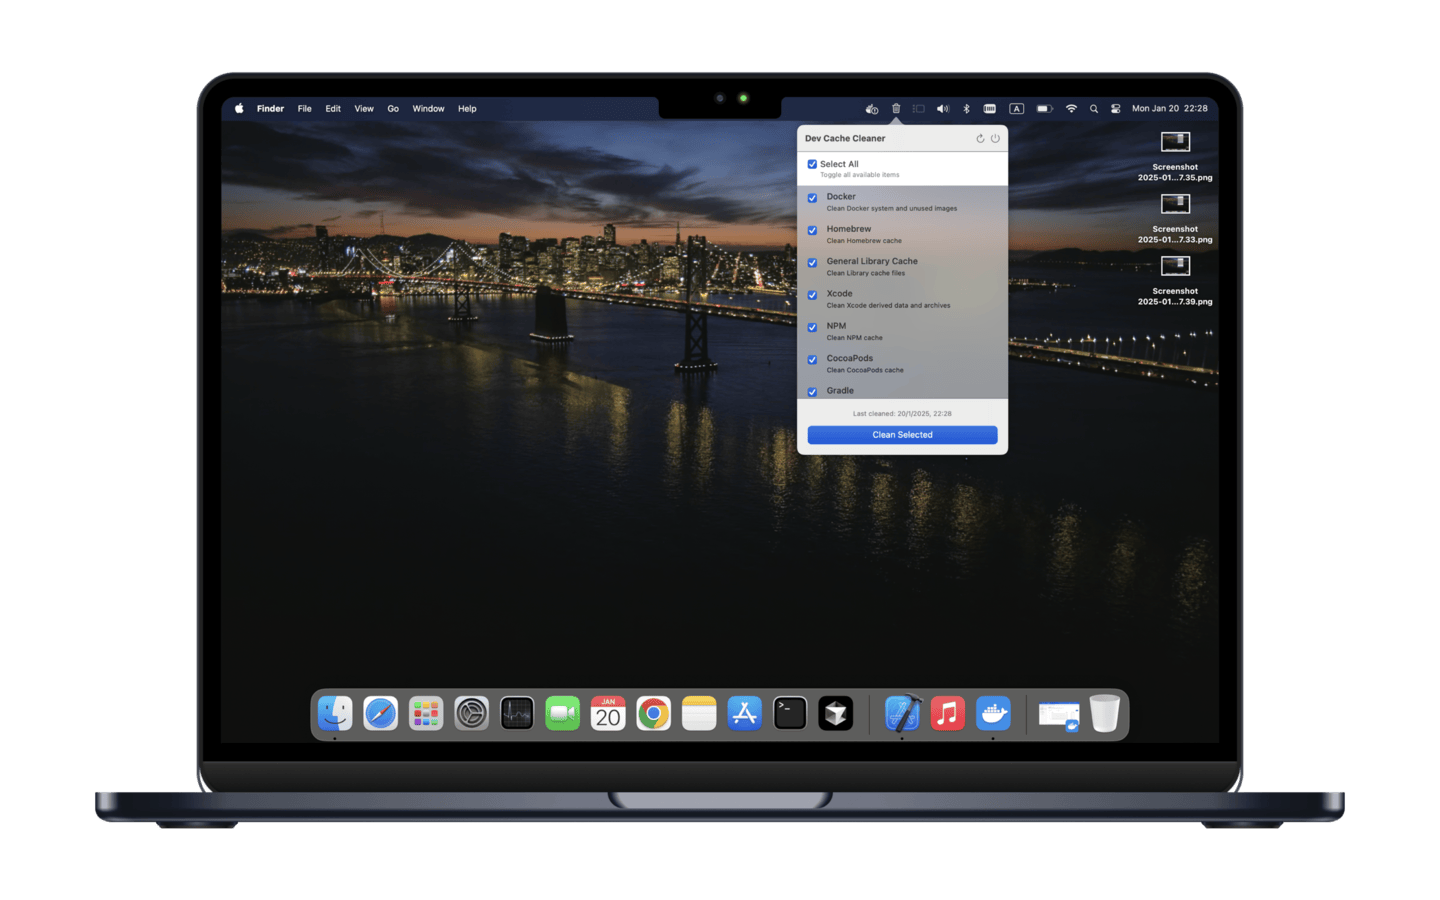 Finder File Edit View Go Window Help
A
Mon Jan 20 22:28
Dev Cache Cleaner
Select All
Toggle all available items
Docker
Clean Docker system and unused images
Homebrew
Clean Homebrew cache
General Library Cache
Clean Library cache files
Xcode
Clean Xcode derived data and archives
NPM
Clean NPM cache
CocoaPods
Clean CocoaPods cache
Gradle
Last cleaned: 20/1/2025, 22:28
Clean Selected
Screenshot
2025-01...7.35.png
Screenshot
2025-01...7.33.png
Screenshot
2025-01...7.39.png
JAN
20
>_